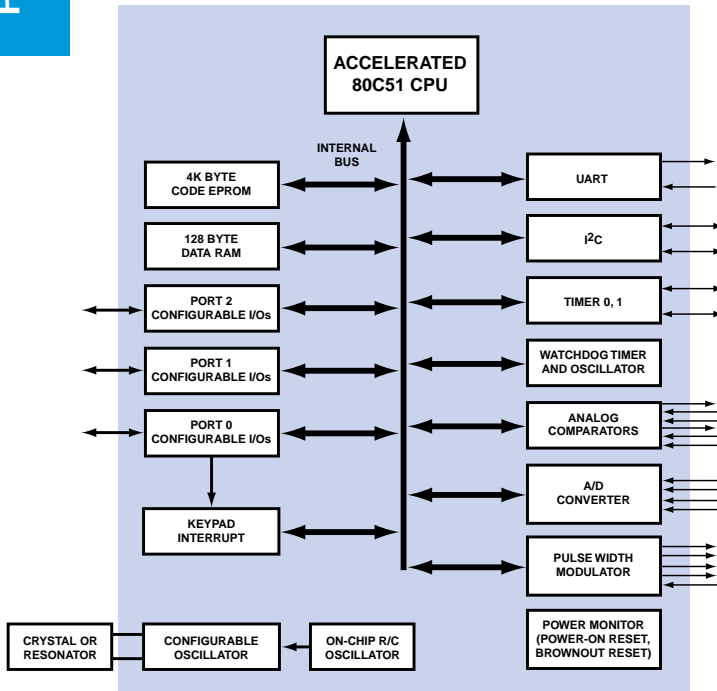 ACCELERATED
80C51 CPU
INTERNAL
BUS
4K BYTE
CODE EPROM
128 BYTE
DATA RAM
PORT 2
CONFIGURABLE I/Os
PORT 1
CONFIGURABLE I/Os
PORT 0
CONFIGURABLE I/Os
KEYPAD
INTERRUPT
CRYSTAL OR
RESONATOR
CONFIGURABLE
OSCILLATOR
ON-CHIP R/C
OSCILLATOR
UART
I²C
TIMER 0, 1
WATCHDOG TIMER
AND OSCILLATOR
ANALOG
COMPARATORS
A/D
CONVERTER
PULSE WIDTH
MODULATOR
POWER MONITOR
(POWER-ON RESET,
BROWNOUT RESET)